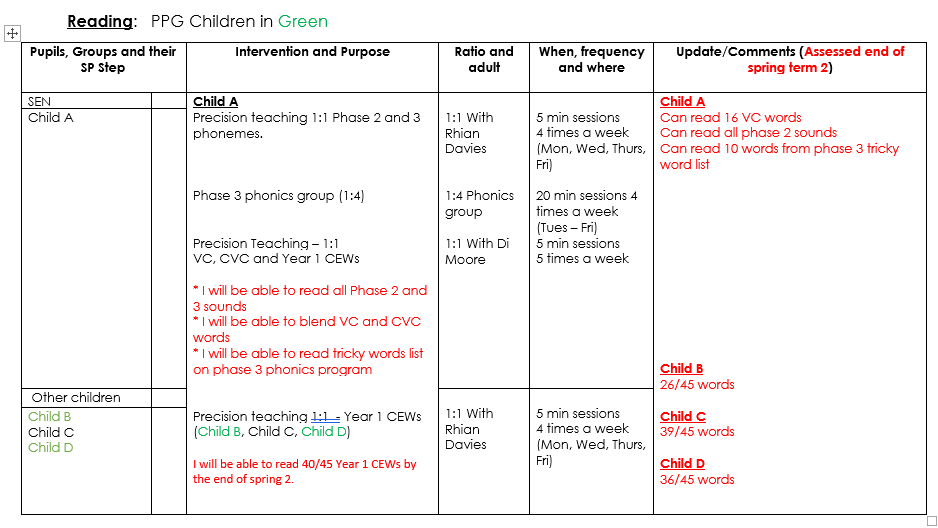 Reading:   PPG Children in Green
Pupils, Groups and their
SP Step
Intervention and Purpose
Ratio and
adult
When, frequency
and where
Update/Comments (Assessed end of
spring term 2)
SEN
Child A
Child A
Precision teaching 1:1 Phase 2 and 3
phonemes.
Phase 3 phonics group (1:4)
Precision Teaching – 1:1
VC, CVC and Year 1 CEWs
* I will be able to read all Phase 2 and
3 sounds
* I will be able to blend VC and CVC
words
* I will be able to read tricky words list
on phase 3 phonics program
1:1 With
Rhian
Davies
1:4 Phonics
group
1:1 With Di
Moore
5 min sessions
4 times a week
(Mon, Wed, Thurs,
Fri)
20 min sessions 4
times a week
(Tues – Fri)
5 min sessions
5 times a week
Child A
Can read 16 VC words
Can read all phase 2 sounds
Can read 10 words from phase 3 tricky
word list
Child B
26/45 words
Child C
39/45 words
Child D
36/45 words
Other children
Child B
Child C
Child D
Precision teaching 1:1 - Year 1 CEWs
(Child B, Child C, Child D)
I will be able to read 40/45 Year 1 CEWs by
the end of spring 2.
1:1 With
Rhian
Davies
5 min sessions
4 times a week
(Mon, Wed, Thurs,
Fri)